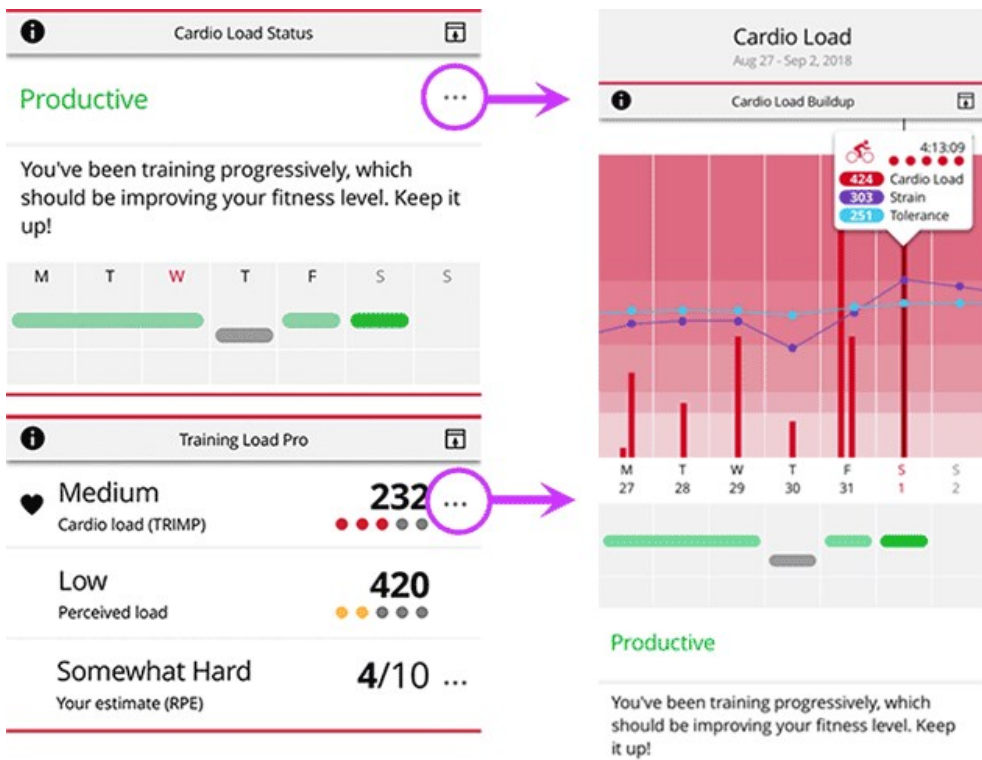 Cardio Load Status
Productive
...
You've been training progressively, which
should be improving your fitness level. Keep it
up!
M T W T F S S
Training Load Pro
Medium 232 ...
Cardio load (TRIMP)
Low 420
Perceived load
Somewhat Hard 4/10 ...
Your estimate (RPE)
Cardio Load
Aug 27 - Sep 2, 2018
Cardio Load Buildup
4:13:09
424 Cardio Load
303 Strain
251 Tolerance
M T W T F S S
27 28 29 30 31 1 2
Productive
You've been training progressively, which
should be improving your fitness level. Keep
it up!